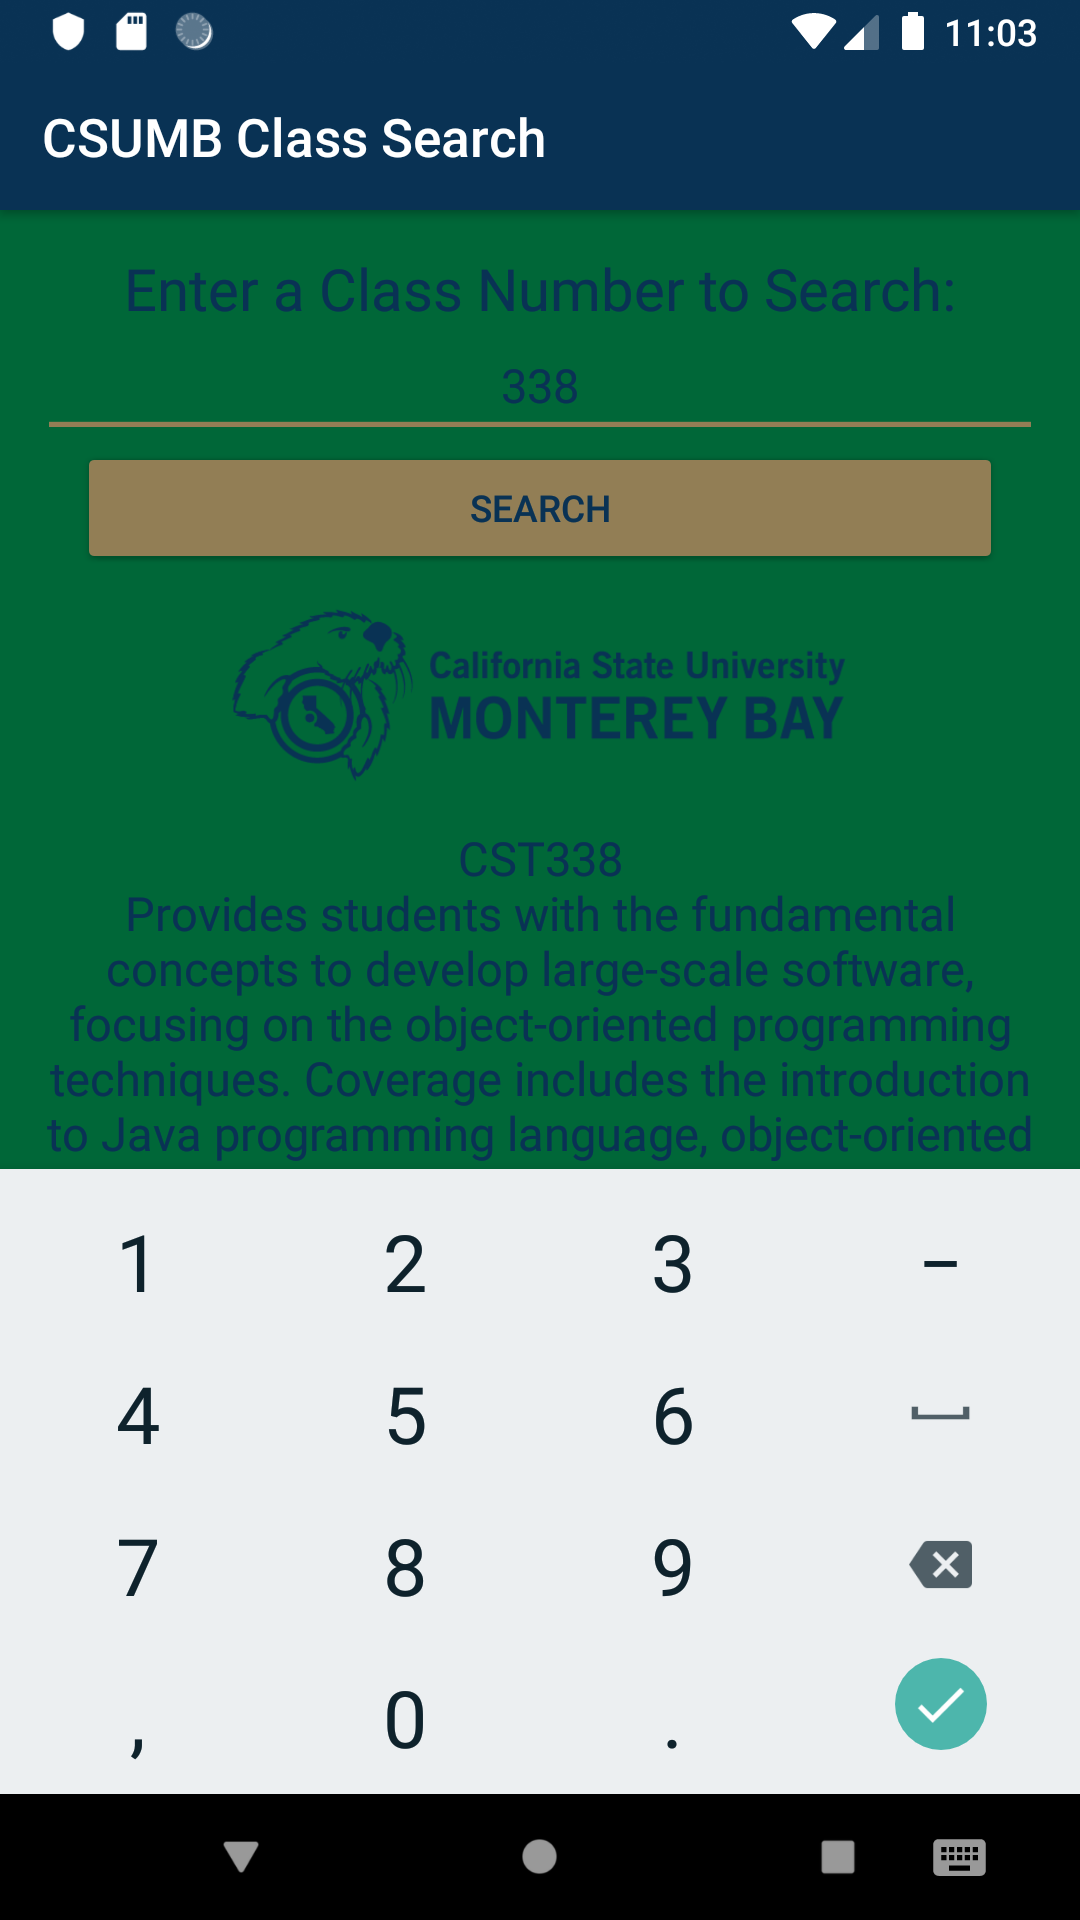 11:03
CSUMB Class Search
Enter a Class Number to Search:
338
SEARCH
California State University
MONTEREY BAY
CST338
Provides students with the fundamental
concepts to develop large-scale software,
focusing on the object-oriented programming
techniques. Coverage includes the introduction
to Java programming language, object-oriented
1 2 3 –
4 5 6
7 8 9
, 0 .